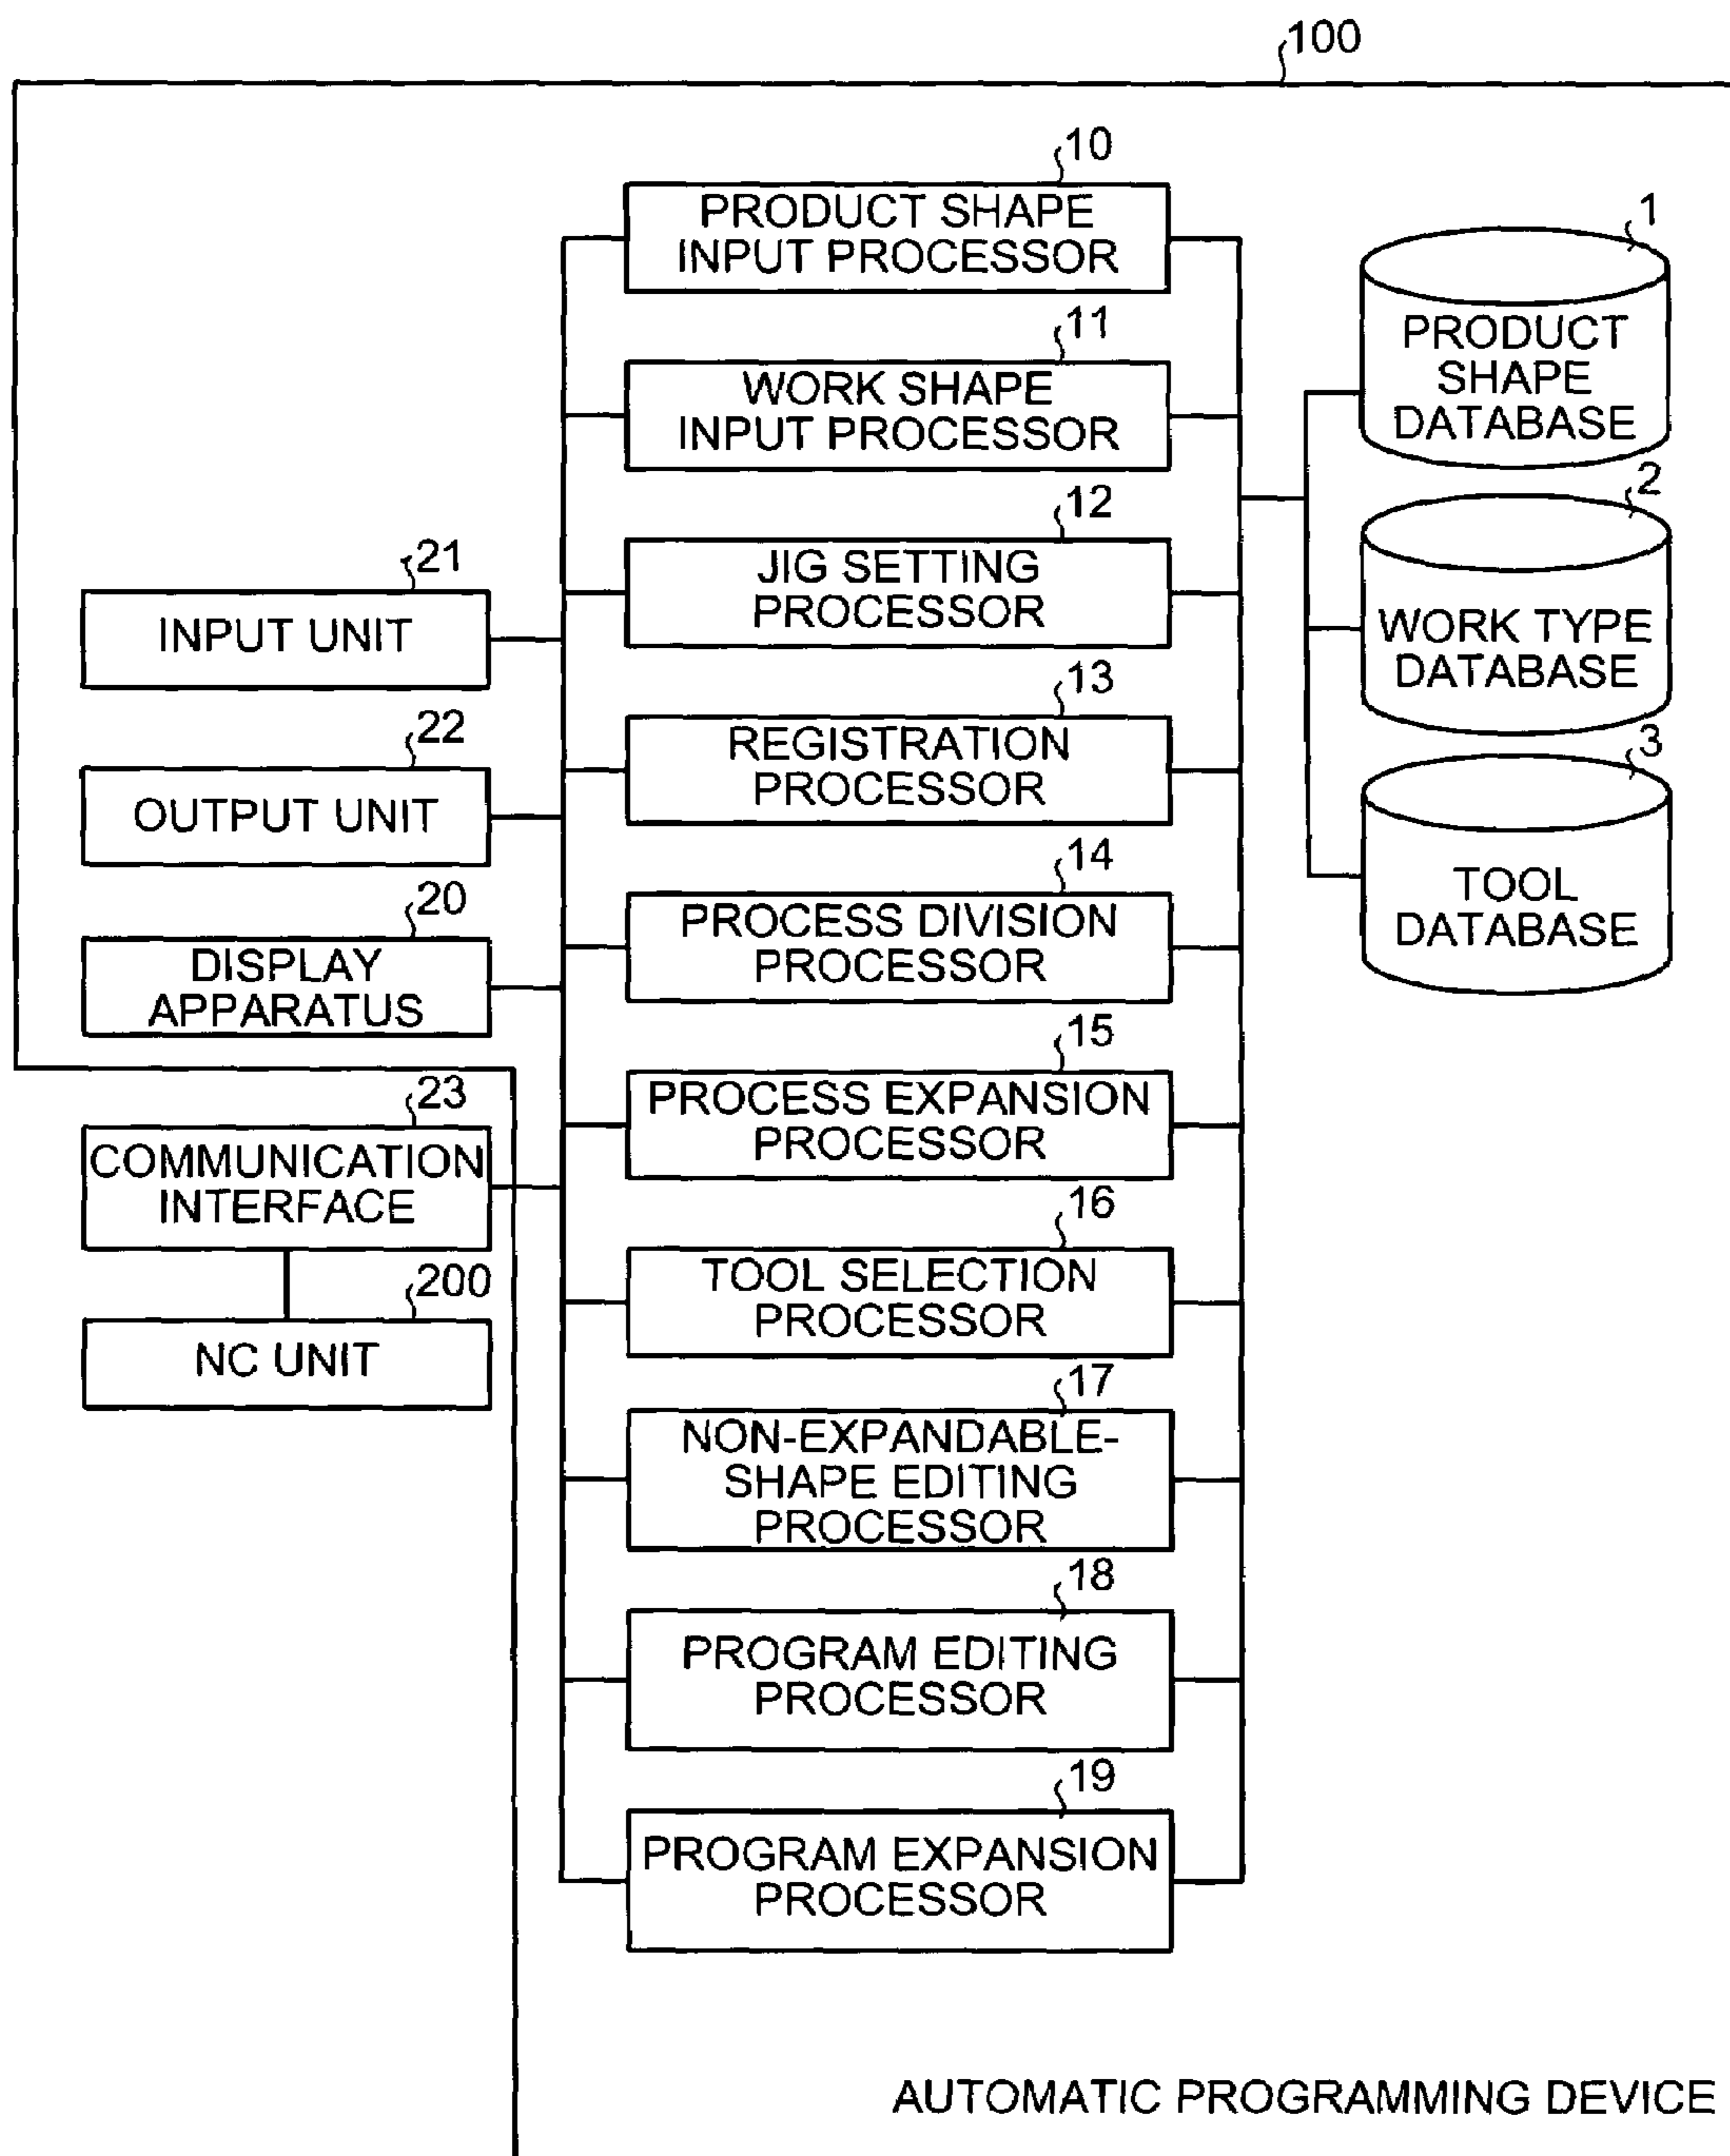 100
10
PRODUCT SHAPE
INPUT PROCESSOR
11
WORK SHAPE
INPUT PROCESSOR
12
JIG SETTING
PROCESSOR
13
REGISTRATION
PROCESSOR
14
PROCESS DIVISION
PROCESSOR
15
PROCESS EXPANSION
PROCESSOR
16
TOOL SELECTION
PROCESSOR
17
NON-EXPANDABLE-
SHAPE EDITING
PROCESSOR
18
PROGRAM EDITING
PROCESSOR
19
PROGRAM EXPANSION
PROCESSOR
21
INPUT UNIT
22
OUTPUT UNIT
20
DISPLAY
APPARATUS
23
COMMUNICATION
INTERFACE
200
NC UNIT
1
PRODUCT
SHAPE
DATABASE
2
WORK TYPE
DATABASE
3
TOOL
DATABASE
AUTOMATIC PROGRAMMING DEVICE